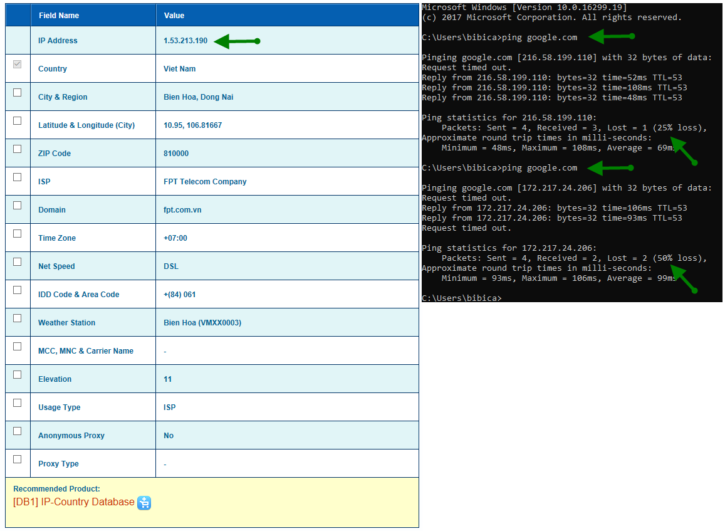 Field Name Value
IP Address 1.53.213.190
Country Viet Nam
City & Region Bien Hoa, Dong Nai
Latitude & Longitude (City) 10.95, 106.81667
ZIP Code 810000
ISP FPT Telecom Company
Domain fpt.com.vn
Time Zone +07:00
Net Speed DSL
IDD Code & Area Code +(84) 061
Weather Station Bien Hoa (VMXX0003)
MCC, MNC & Carrier Name -
Elevation 11
Usage Type ISP
Anonymous Proxy No
Proxy Type -
Recommended Product:
[DB1] IP-Country Database
Microsoft Windows [Version 10.0.16299.19]
(c) 2017 Microsoft Corporation. All rights reserved.
C:\Users\bibica>ping google.com
Pinging google.com [216.58.199.110] with 32 bytes of data:
Request timed out.
Reply from 216.58.199.110: bytes=32 time=52ms TTL=53
Reply from 216.58.199.110: bytes=32 time=108ms TTL=53
Reply from 216.58.199.110: bytes=32 time=48ms TTL=53
Ping statistics for 216.58.199.110:
Packets: Sent = 4, Received = 3, Lost = 1 (25% loss),
Approximate round trip times in milli-seconds:
Minimum = 48ms, Maximum = 108ms, Average = 69ms
C:\Users\bibica>ping google.com
Pinging google.com [172.217.24.206] with 32 bytes of data:
Request timed out.
Reply from 172.217.24.206: bytes=32 time=106ms TTL=53
Reply from 172.217.24.206: bytes=32 time=93ms TTL=53
Request timed out.
Ping statistics for 172.217.24.206:
Packets: Sent = 4, Received = 2, Lost = 2 (50% loss),
Approximate round trip times in milli-seconds:
Minimum = 93ms, Maximum = 106ms, Average = 99ms
C:\Users\bibica>